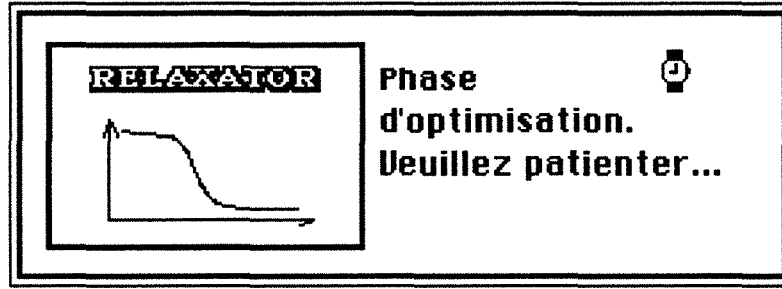 RELAXATOR
Phase
d'optimisation.
Veuillez patienter...